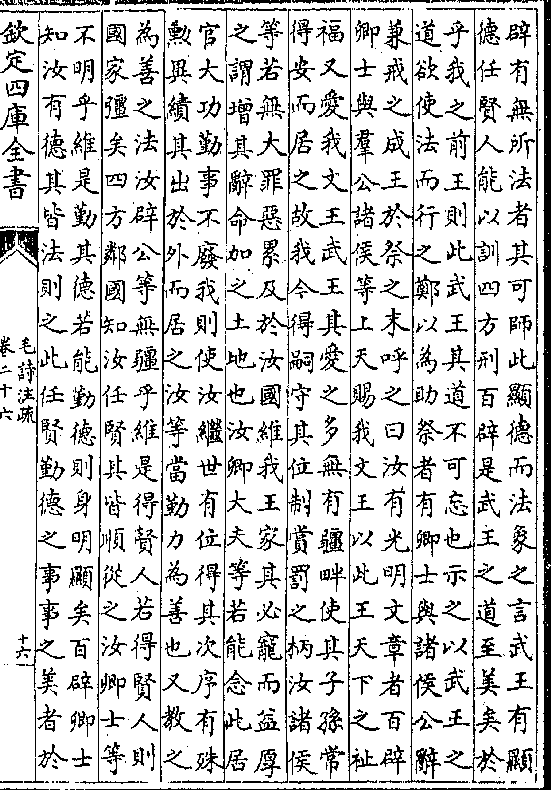 辟有無所法者其可師此顯德而法象之言武王有顯
德任賢人能以訓四方刑百辟是武王之道至美矣於
乎我之前王則此武王其道不可忘也示之以武王之
道欲使法而行之鄭以為助祭者有卿士與諸侯公辭
兼戒之成王於祭之末呼之曰汝有光明文章者百辟
卿士與羣公諸侯等上天賜我文王以此王天下之祉
福又愛我文王武王其愛之多無有疆畔使其子孫常
得安而居之故我今得嗣守其位制賞罰之柄汝諸侯
等若無大罪惡累及於汝國維我王家其必寵而益厚
之謂增其辭命加之土地也汝卿大夫等若能念此居
官大功勤事不廢我則使汝繼世有位得其次序有殊
勲異績其出於外而居之汝等當勤力為善也又教之
為善之法汝辟公等無疆乎維是得賢人若得賢人則
國家彊矣四方鄰國知汝任賢其皆順從之汝卿士等
不明乎維是勤其德若能勤德則身明顯矣百辟卿士
知汝有德其皆法則之此任賢勤德之事事之美者於
欽定四庫全書
毛詩注疏
卷二十六
十六